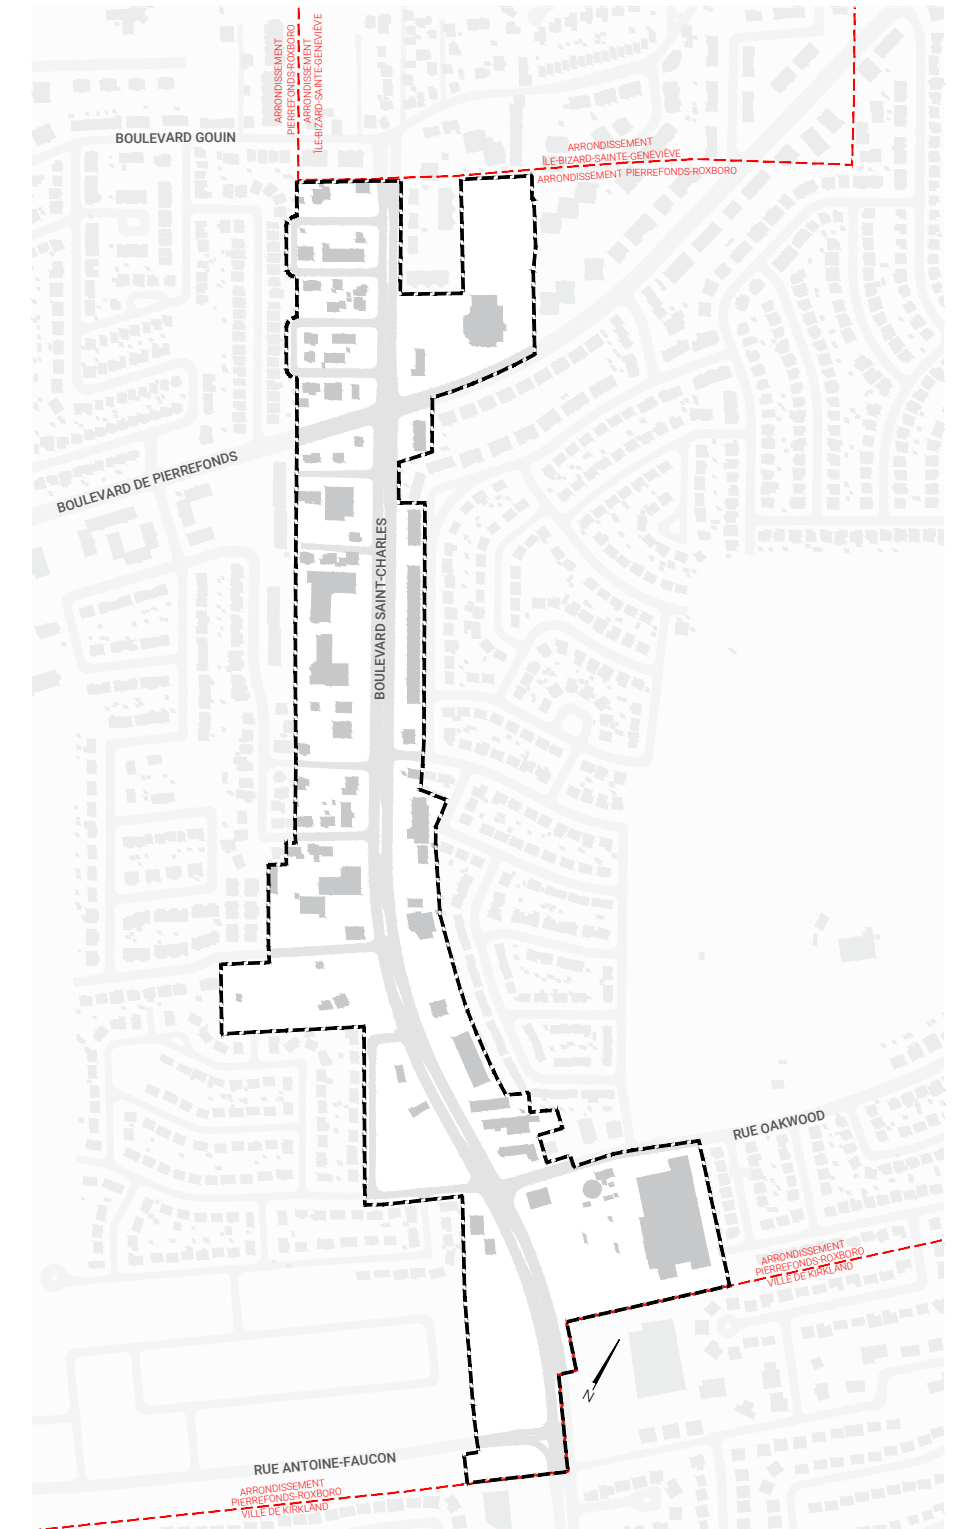 ARRONDISSEMENT
PIERREFONDS-ROXBORO
ARRONDISSEMENT
ÎLE-BIZARD-SAINTE-GENEVIÈVE
BOULEVARD GOUIN
ARRONDISSEMENT
ÎLE-BIZARD-SAINTE-GENEVIÈVE
ARRONDISSEMENT PIERREFONDS-ROXBORO
BOULEVARD DE PIERREFONDS
BOULEVARD SAINT-CHARLES
RUE OAKWOOD
ARRONDISSEMENT
PIERREFONDS-ROXBORO
VILLE DE KIRKLAND
N
RUE ANTOINE-FAUCON
ARRONDISSEMENT
PIERREFONDS-ROXBORO
VILLE DE KIRKLAND